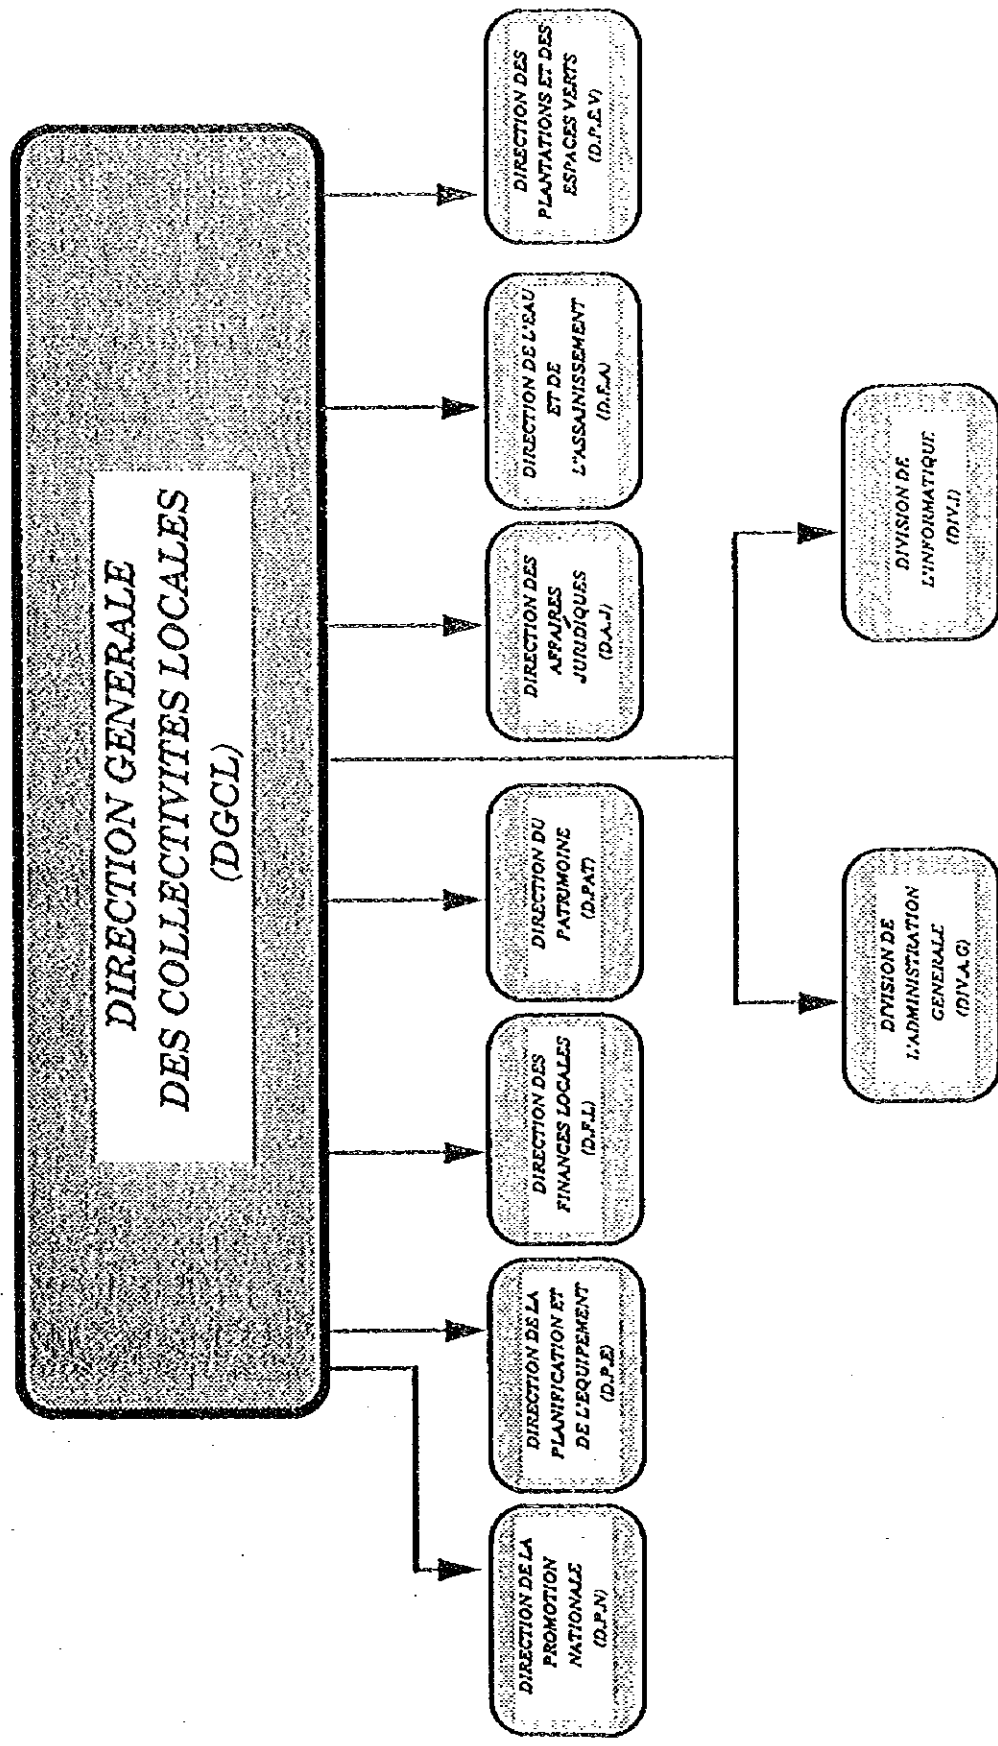 DIRECTION GENERALE
DES COLLECTIVITES LOCALES
(DGCL)
DIRECTION DE LA
PROMOTION
NATIONALE
(D.P.N)
DIRECTION DE LA
PLANIFICATION ET
DE L'EQUIPEMENT
(D.P.E)
DIRECTION DES
FINANCES LOCALES
(D.F.L)
DIRECTION DU
PATRIMOINE
(D.PAT)
DIRECTION DES
AFFAIRES
JURIDIQUES
(D.A.J)
DIRECTION DE L'EAU
ET DE
L'ASSAINISSEMENT
(D.E.A)
DIRECTION DES
PLANTATIONS ET DES
ESPACES VERTS
(D.P.E.V)
DIVISION DE
L'ADMINISTRATION
GENERALE
(DIV.A.G)
DIVISION DE
L'INFORMATIQUE
(DIV.I)